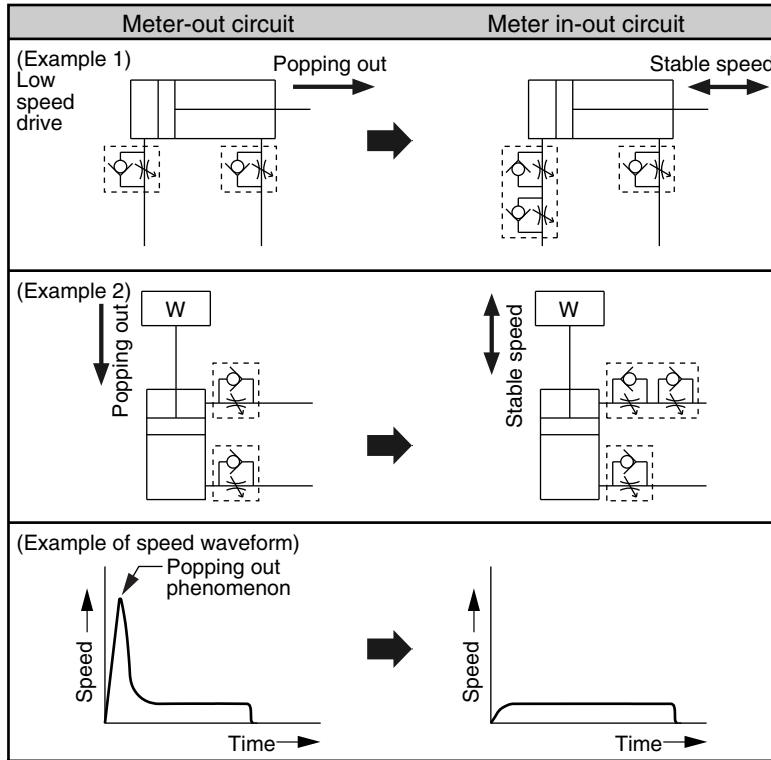 Meter-out circuit
Meter in-out circuit
(Example 1)
Low
speed
drive
Popping out
Stable speed
(Example 2)
Popping out
W
Stable speed
W
(Example of speed waveform)
Popping out
phenomenon
Speed
Time
Speed
Time